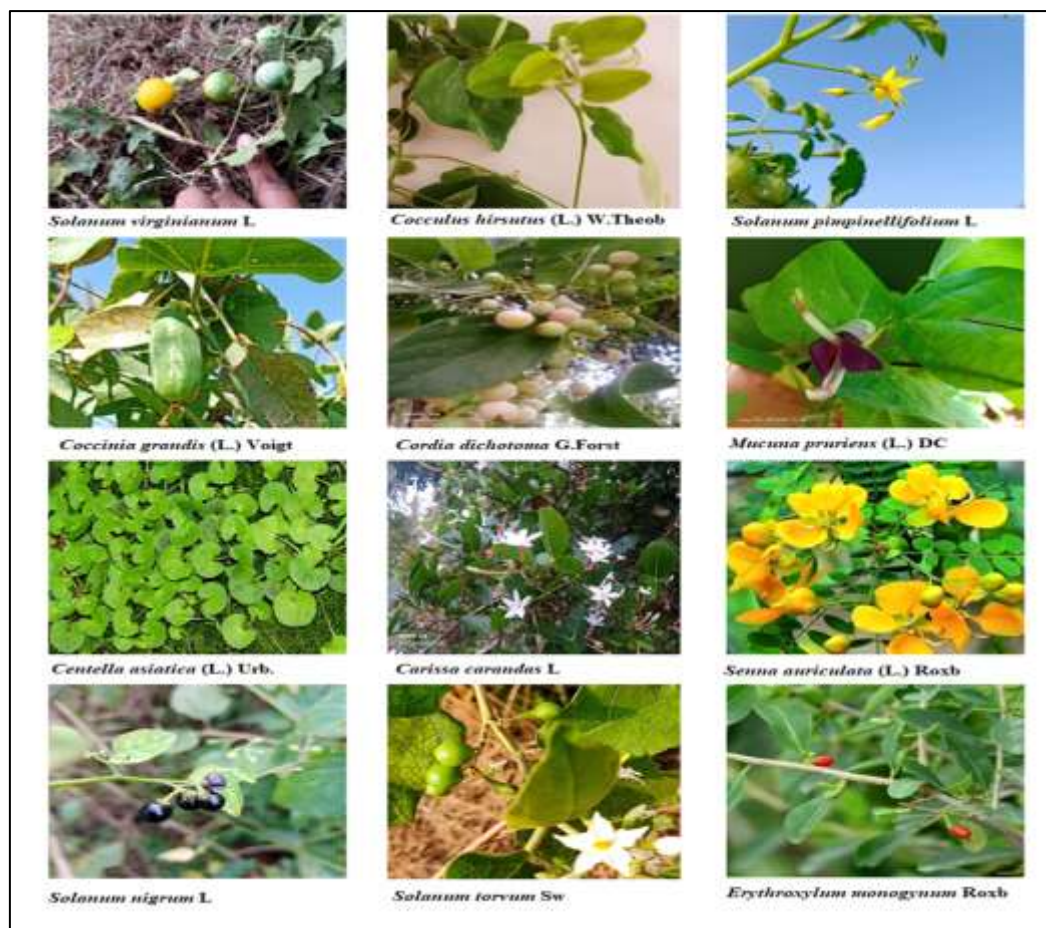 Solanum virginianum L
Cocculus hirsutus (L.) W.Theob
Solanum pimpinellifolium L
Coccinia grandis (L.) Voigt
Cordia dichotoma G.Forst
Mucuna pruriens (L.) DC
Centella asiatica (L.) Urb.
Carissa carandas L
Senna auriculata (L.) Roxb
Solanum nigrum L
Solanum torvum Sw
Erythroxylum monogynum Roxb